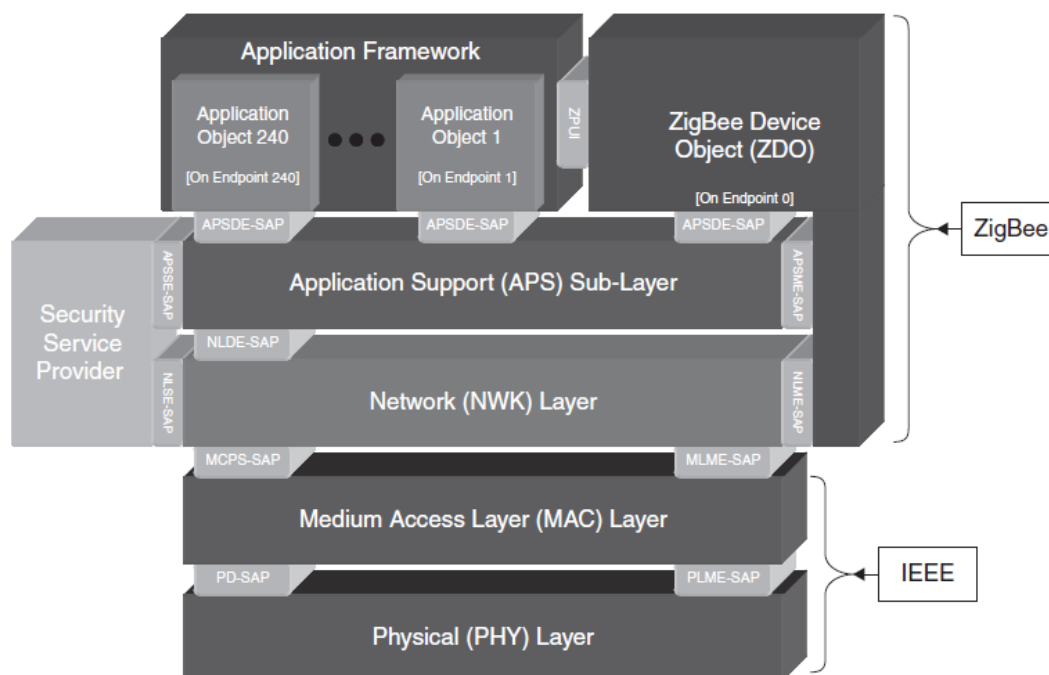 Application Framework
Application
Object 240
[On Endpoint 240]
Application
Object 1
[On Endpoint 1]
ZPUI
ZigBee Device
Object (ZDO)
[On Endpoint 0]
APSDE-SAP
APSDE-SAP
APSDE-SAP
ZigBee
Security
Service
Provider
APSSE-SAP
Application Support (APS) Sub-Layer
APSME-SAP
NLDE-SAP
NLSE-SAP
Network (NWK) Layer
NLME-SAP
MCPS-SAP
MLME-SAP
Medium Access Layer (MAC) Layer
PD-SAP
PLME-SAP
IEEE
Physical (PHY) Layer